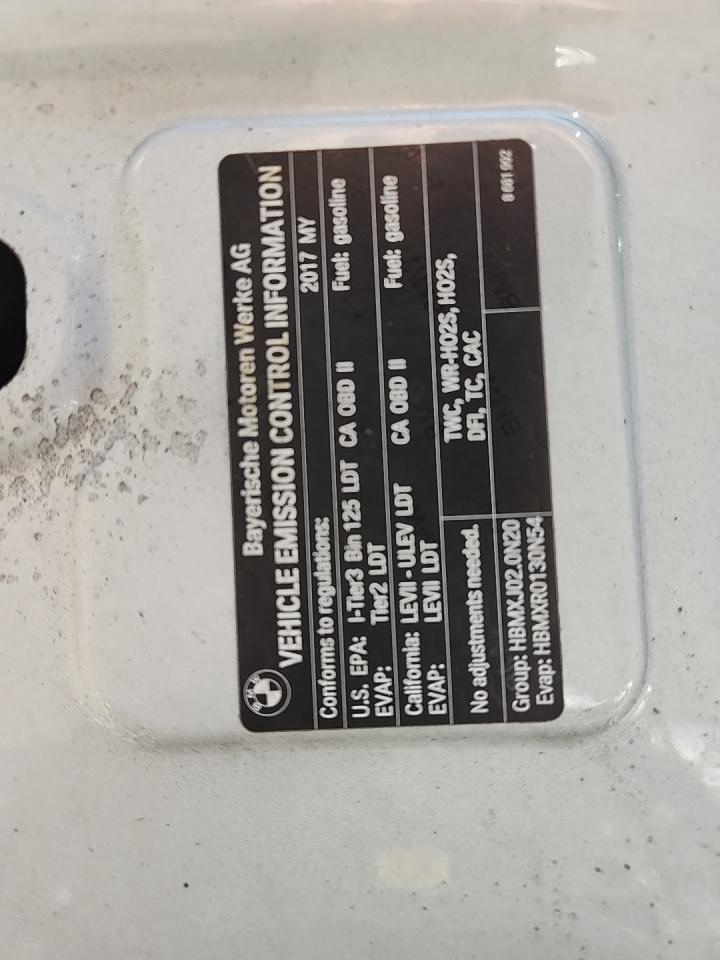 Bayerische Motoren Werke AG
VEHICLE EMISSION CONTROL INFORMATION
Conforms to regulations: 2017 MY
U.S. EPA: I-Tier3 Bin 125 LDT CA OBD II Fuel: gasoline
EVAP: Tier2 LDT
California: LEVII - ULEV LDT CA OBD II Fuel: gasoline
EVAP: LEVII LDT
No adjustments needed. TWC, WR-HO2S, HO2S,
DFI, TC, CAC
Group: HBMXJ02.0N20
Evap: HBMXR0130N54
8 681 992